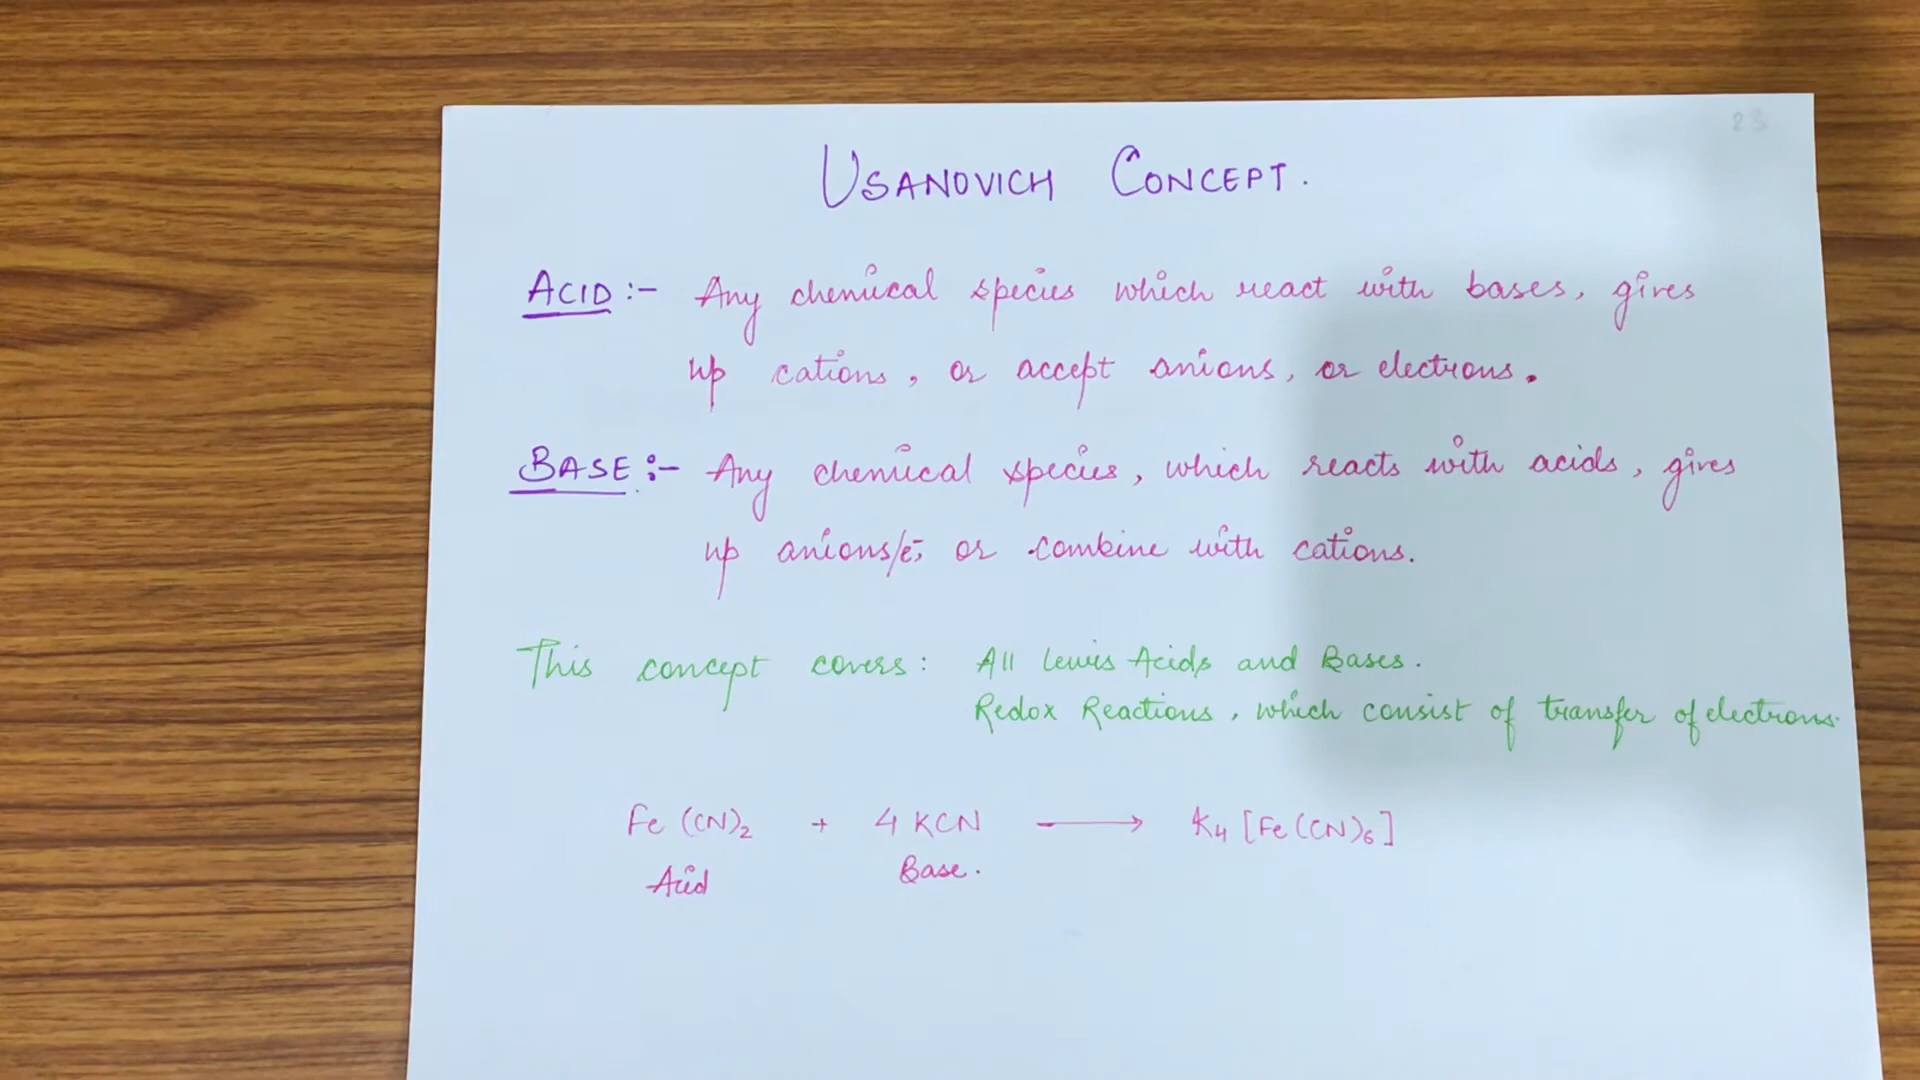 USANOVICH CONCEPT.
ACID :- Any chemical species which react with bases, gives
up cations, or accept anions, or electrons.
BASE :- Any chemical species, which reacts with acids, gives
up anions/e⁻, or combine with cations.
This concept covers : All Lewis Acids and Bases.
Redox Reactions, which consist of transfer of electrons.
Fe(CN)₂ + 4 KCN ⟶ K₄[Fe(CN)₆]
Acid Base.